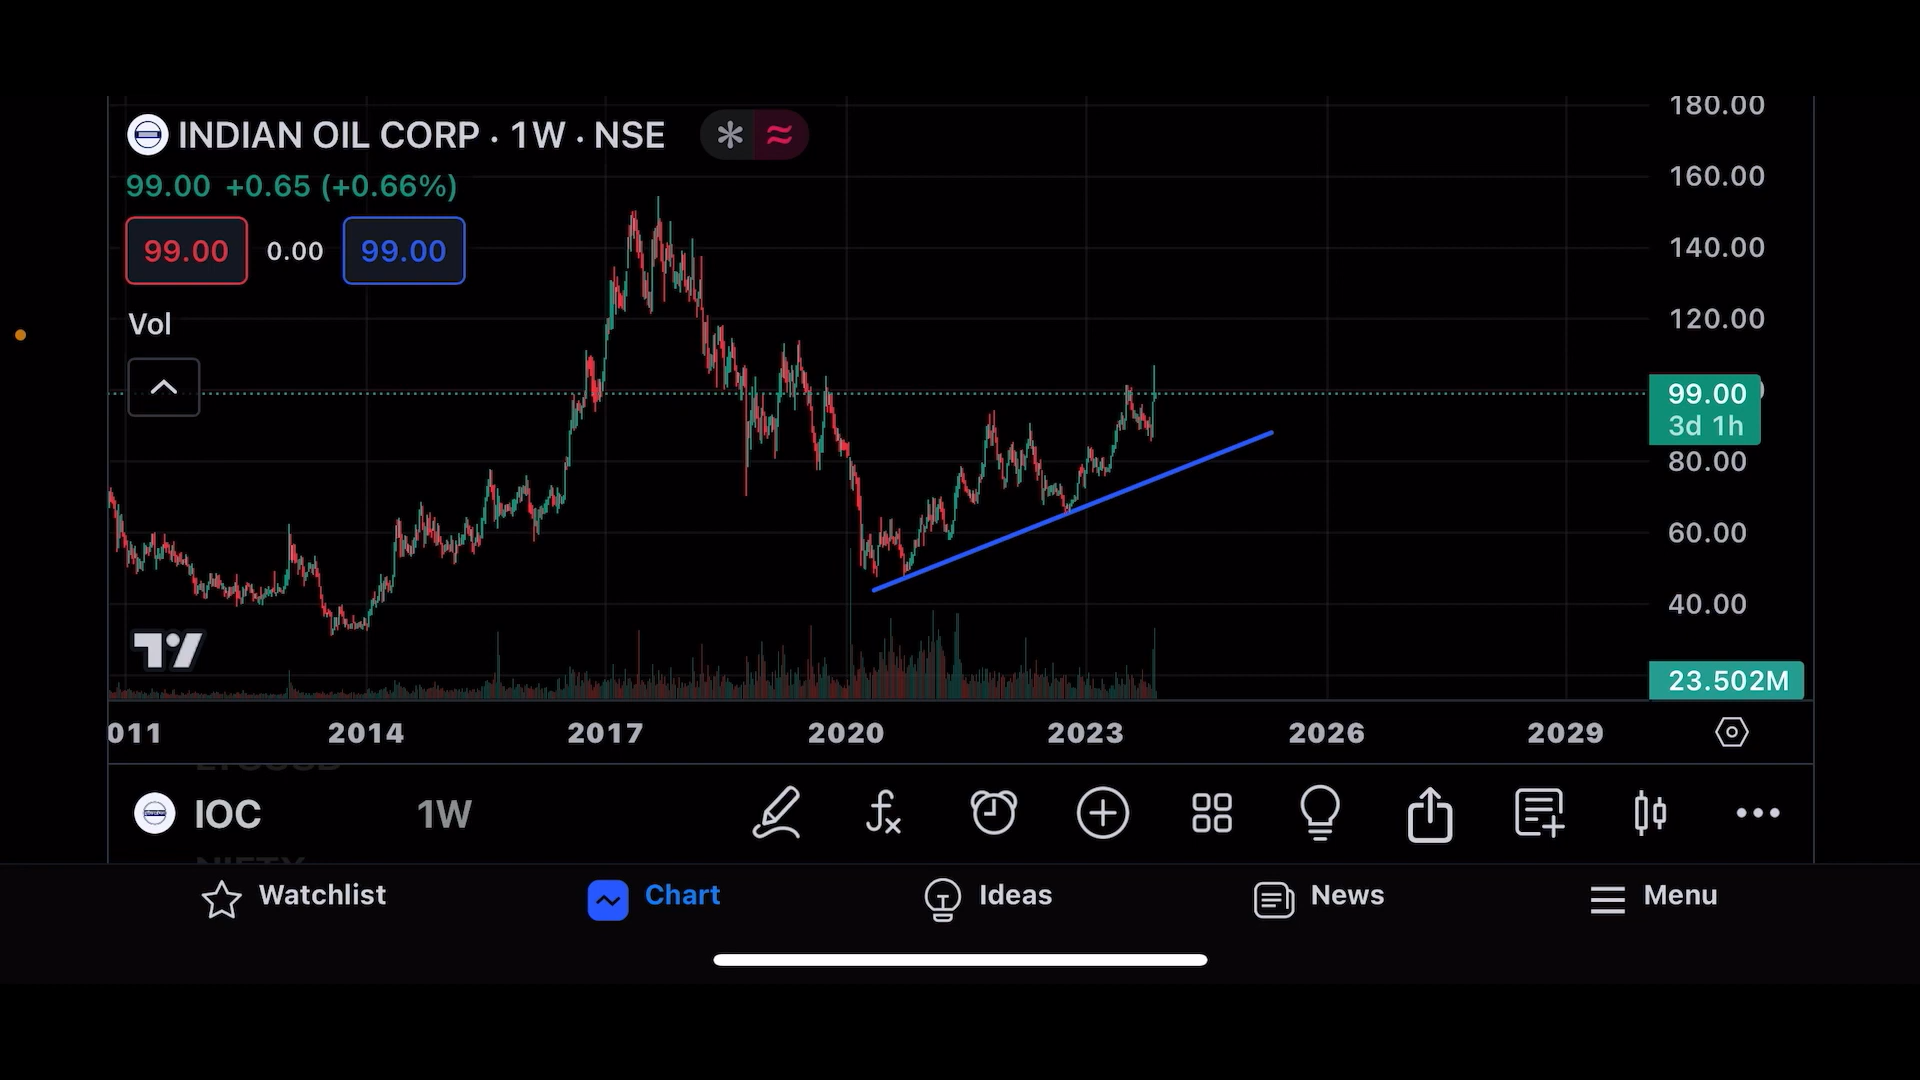 INDIAN OIL CORP · 1W · NSE
99.00 +0.65 (+0.66%)
99.00 0.00 99.00
Vol
180.00
160.00
140.00
120.00
99.00
3d 1h
80.00
60.00
40.00
23.502M
011 2014 2017 2020 2023 2026 2029
IOC 1W
Watchlist Chart Ideas News Menu